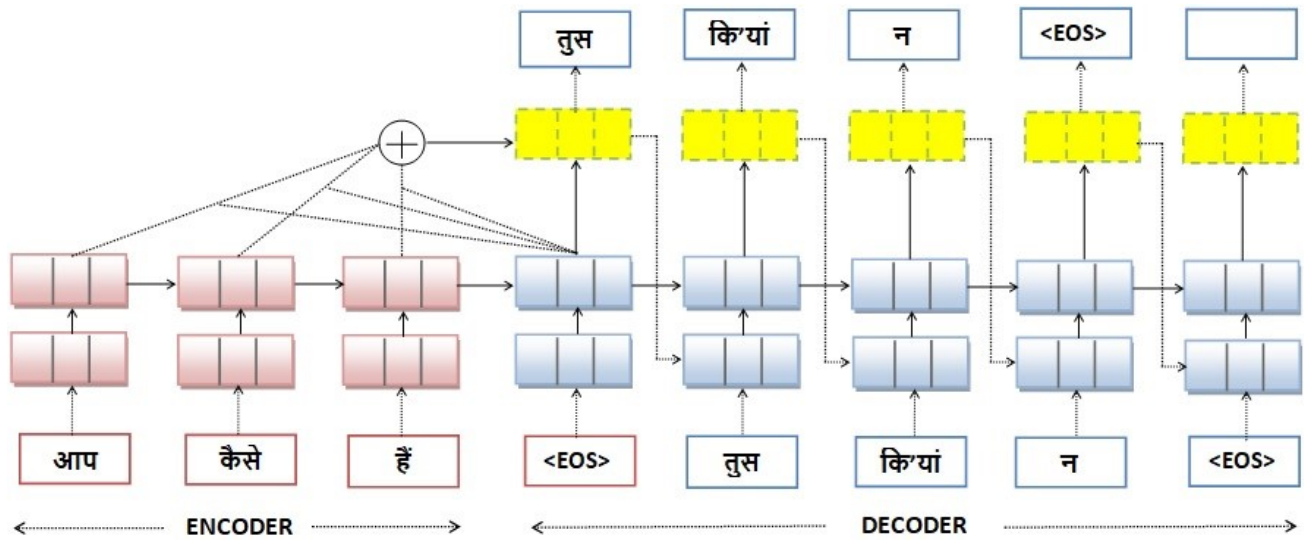 तुस कि'यां न <EOS>
आप कैसे हैं <EOS> तुस कि'यां न <EOS>
ENCODER DECODER